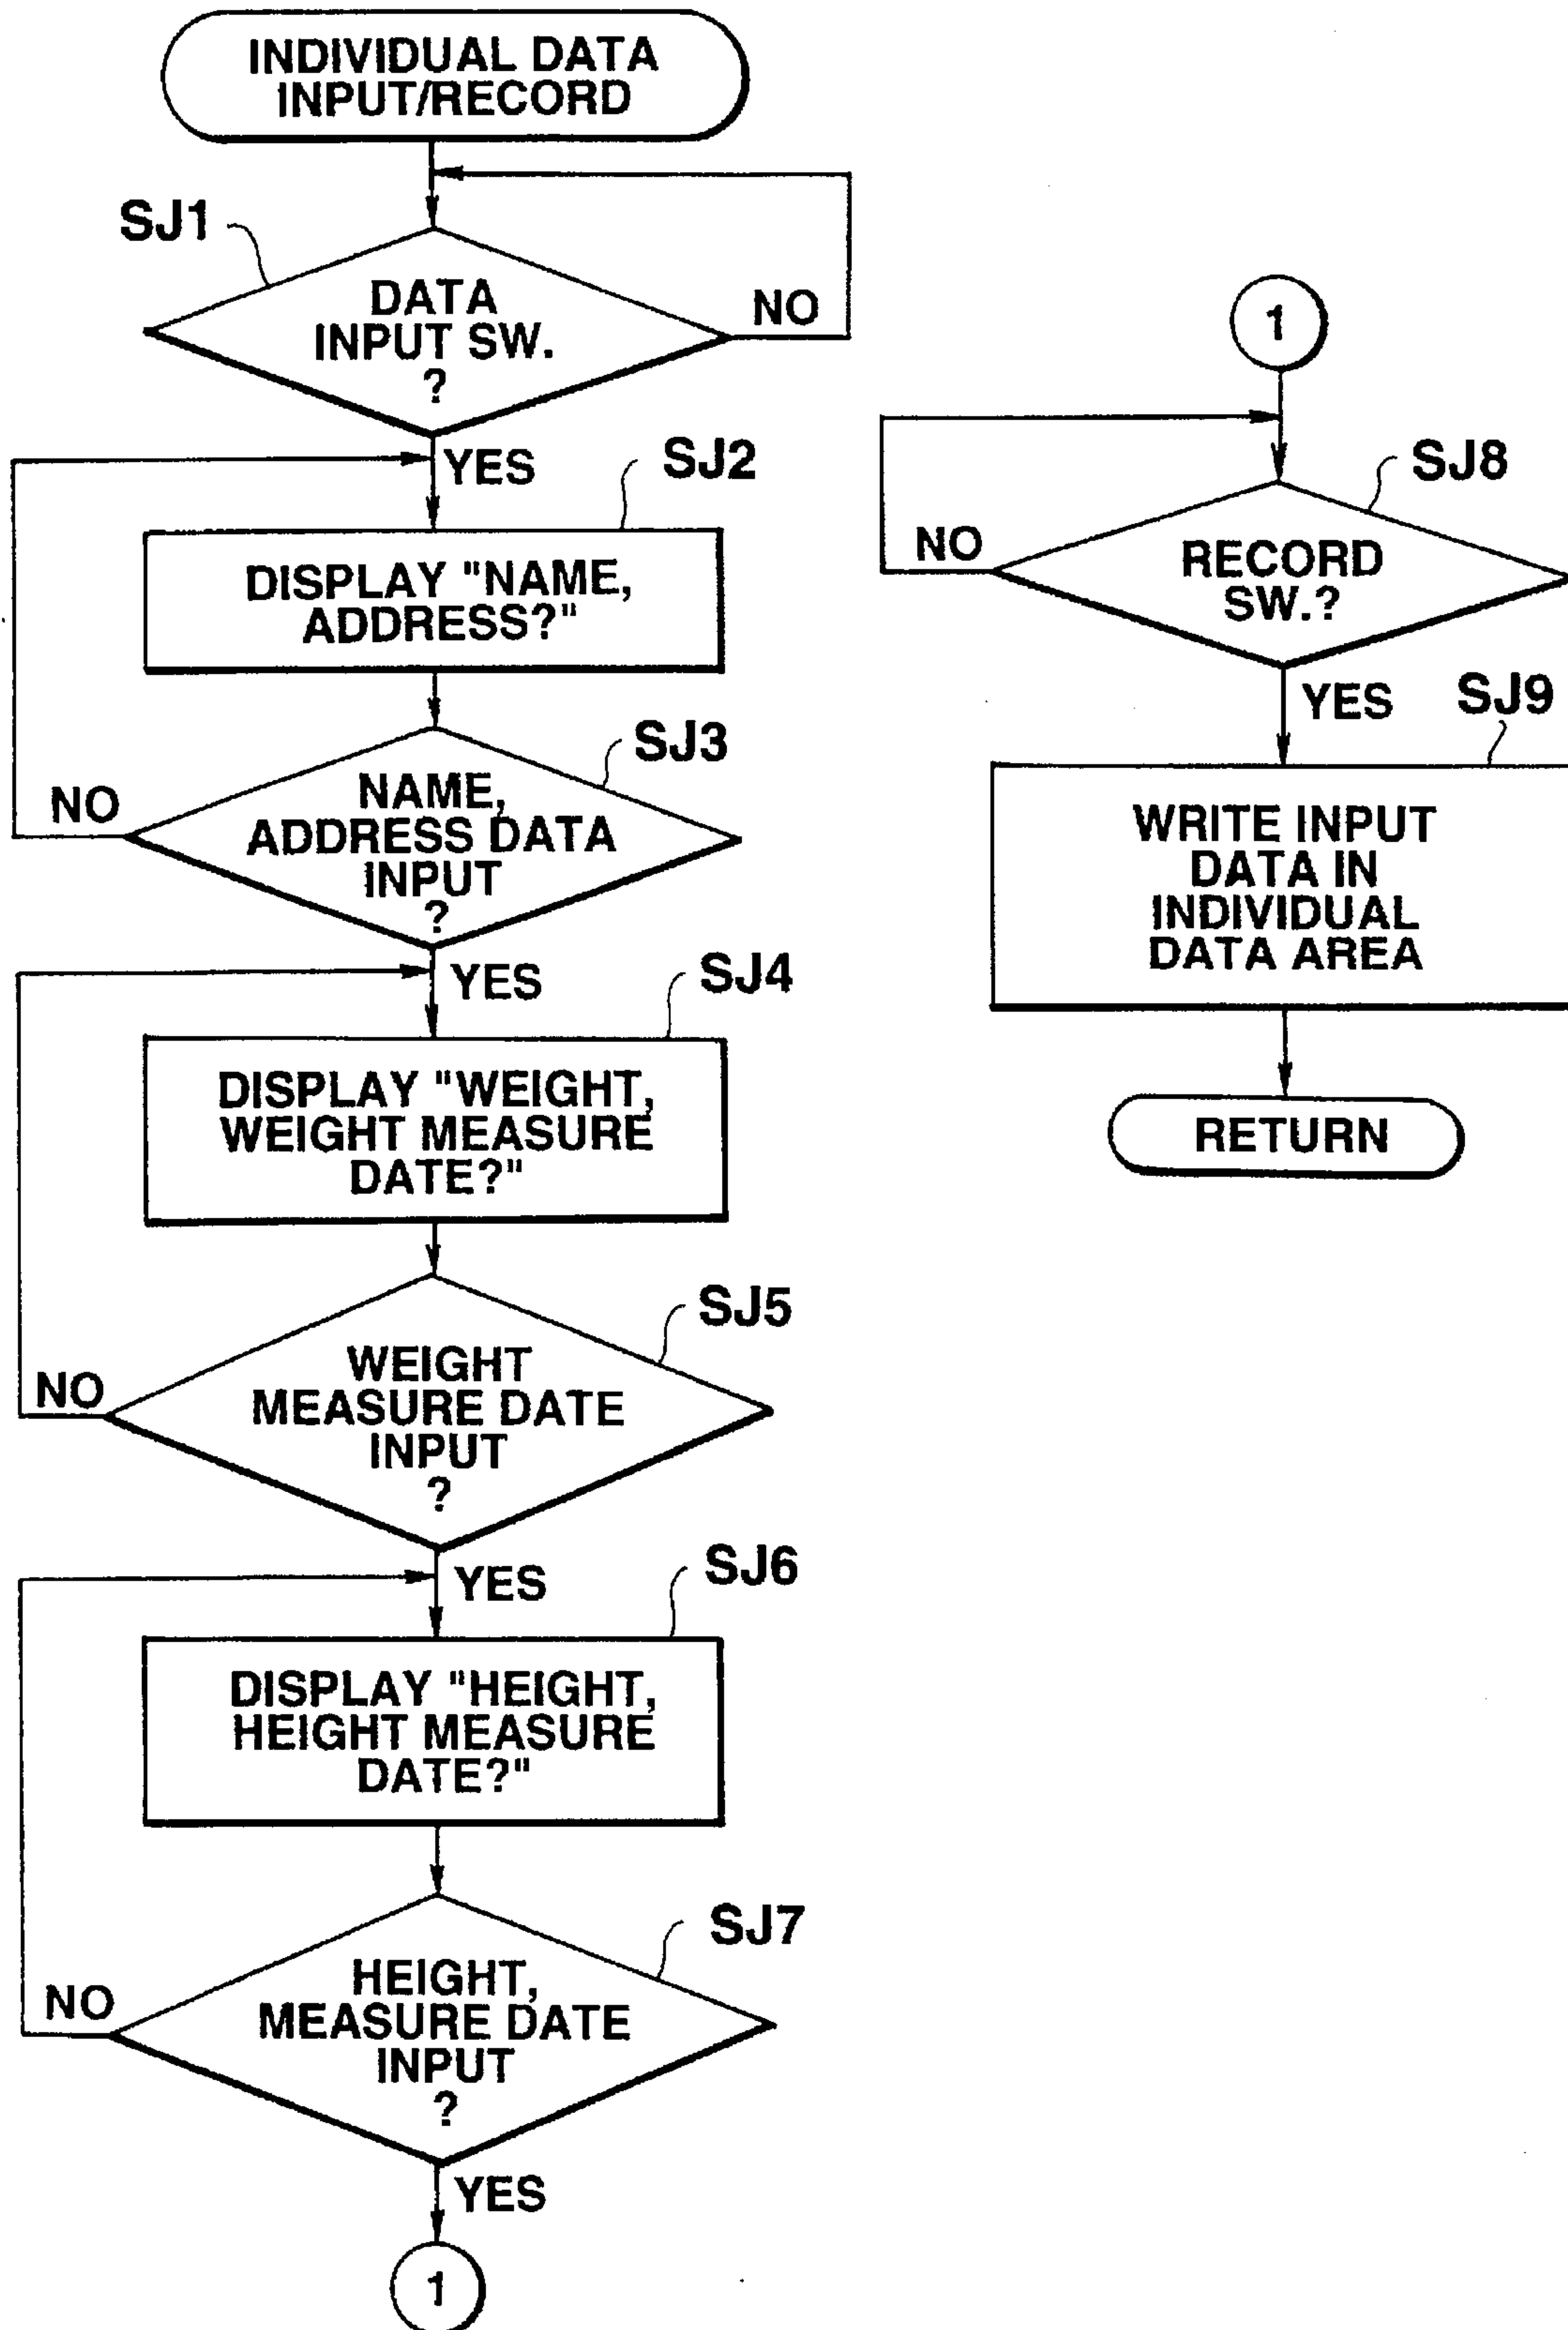 INDIVIDUAL DATA
INPUT/RECORD
SJ1
DATA
INPUT SW.
?
NO
YES
SJ2
DISPLAY "NAME,
ADDRESS?"
SJ3
NAME,
ADDRESS DATA
INPUT
?
NO
YES
SJ4
DISPLAY "WEIGHT,
WEIGHT MEASURE
DATE?"
SJ5
WEIGHT
MEASURE DATE
INPUT
?
NO
YES
SJ6
DISPLAY "HEIGHT,
HEIGHT MEASURE
DATE?"
SJ7
HEIGHT,
MEASURE DATE
INPUT
?
NO
YES
1
1
SJ8
RECORD
SW.?
NO
YES
SJ9
WRITE INPUT
DATA IN
INDIVIDUAL
DATA AREA
RETURN